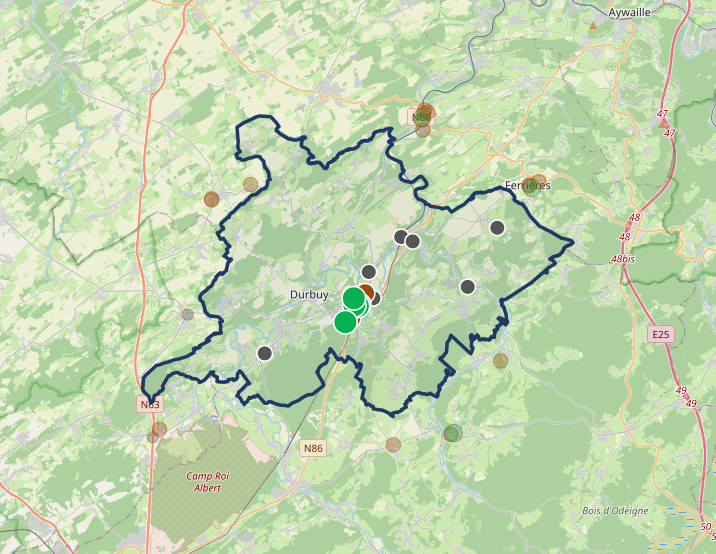 Aywaille
N66
47
47
Ferrières
48
48
48bis
Durbuy
E25
49
49
N63
N86
Camp Roi
Albert
Bois d'Odeigne
50
5